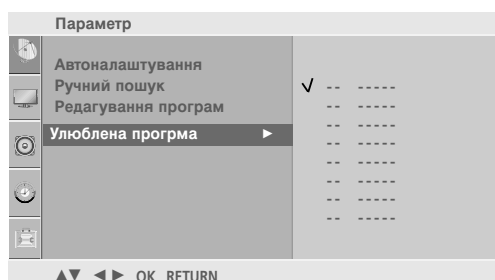 Параметр
Автоналаштування
Ручний пошук
Редагування програм
Улюблена прогрма ►
√ -- -----
-- -----
-- -----
-- -----
-- -----
-- -----
-- -----
-- -----
▲▼ ◄► OK RETURN